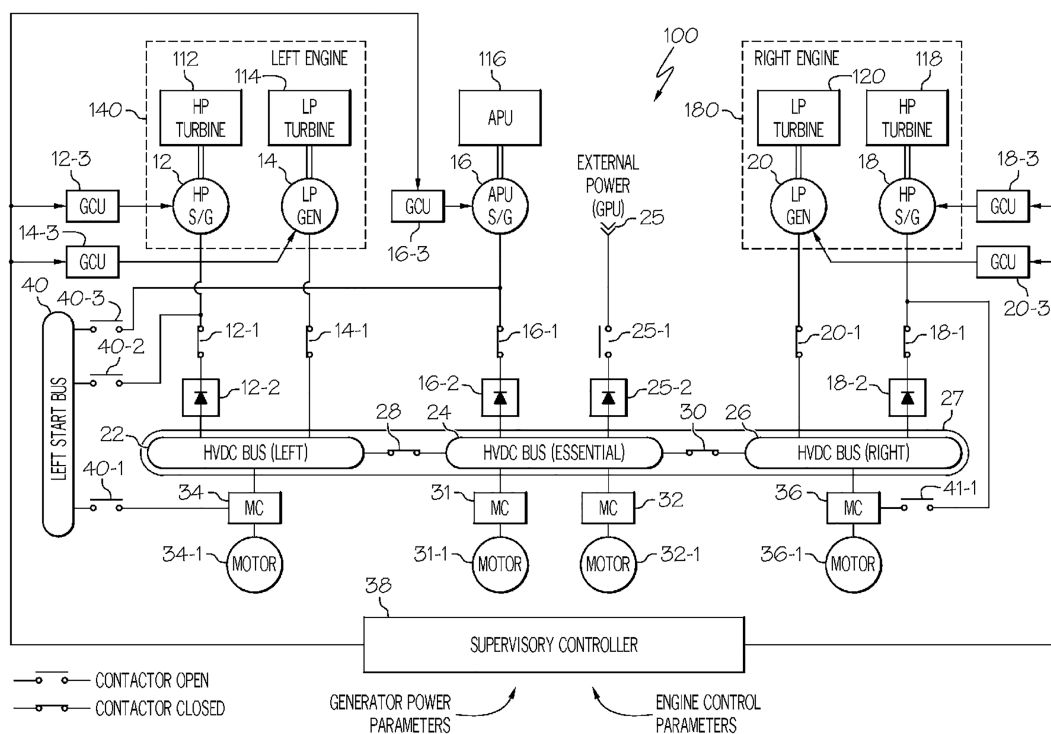 112
LEFT ENGINE
114
116
100
RIGHT ENGINE
120
118
140
HP
TURBINE
LP
TURBINE
APU
180
LP
TURBINE
HP
TURBINE
12-3
12
14
16
EXTERNAL
POWER
(GPU)
20
18
18-3
GCU
HP
S/G
LP
GEN
GCU
APU
S/G
25
LP
GEN
HP
S/G
GCU
14-3
16-3
GCU
GCU
20-3
40
40-3
40-2
12-1
14-1
16-1
25-1
20-1
18-1
12-2
16-2
25-2
18-2
LEFT START BUS
22
28
24
30
26
27
HVDC BUS (LEFT)
HVDC BUS (ESSENTIAL)
HVDC BUS (RIGHT)
40-1
34
31
32
36
41-1
MC
MC
MC
MC
34-1
MOTOR
31-1
MOTOR
MOTOR
32-1
36-1
MOTOR
38
SUPERVISORY CONTROLLER
CONTACTOR OPEN
CONTACTOR CLOSED
GENERATOR POWER
PARAMETERS
ENGINE CONTROL
PARAMETERS